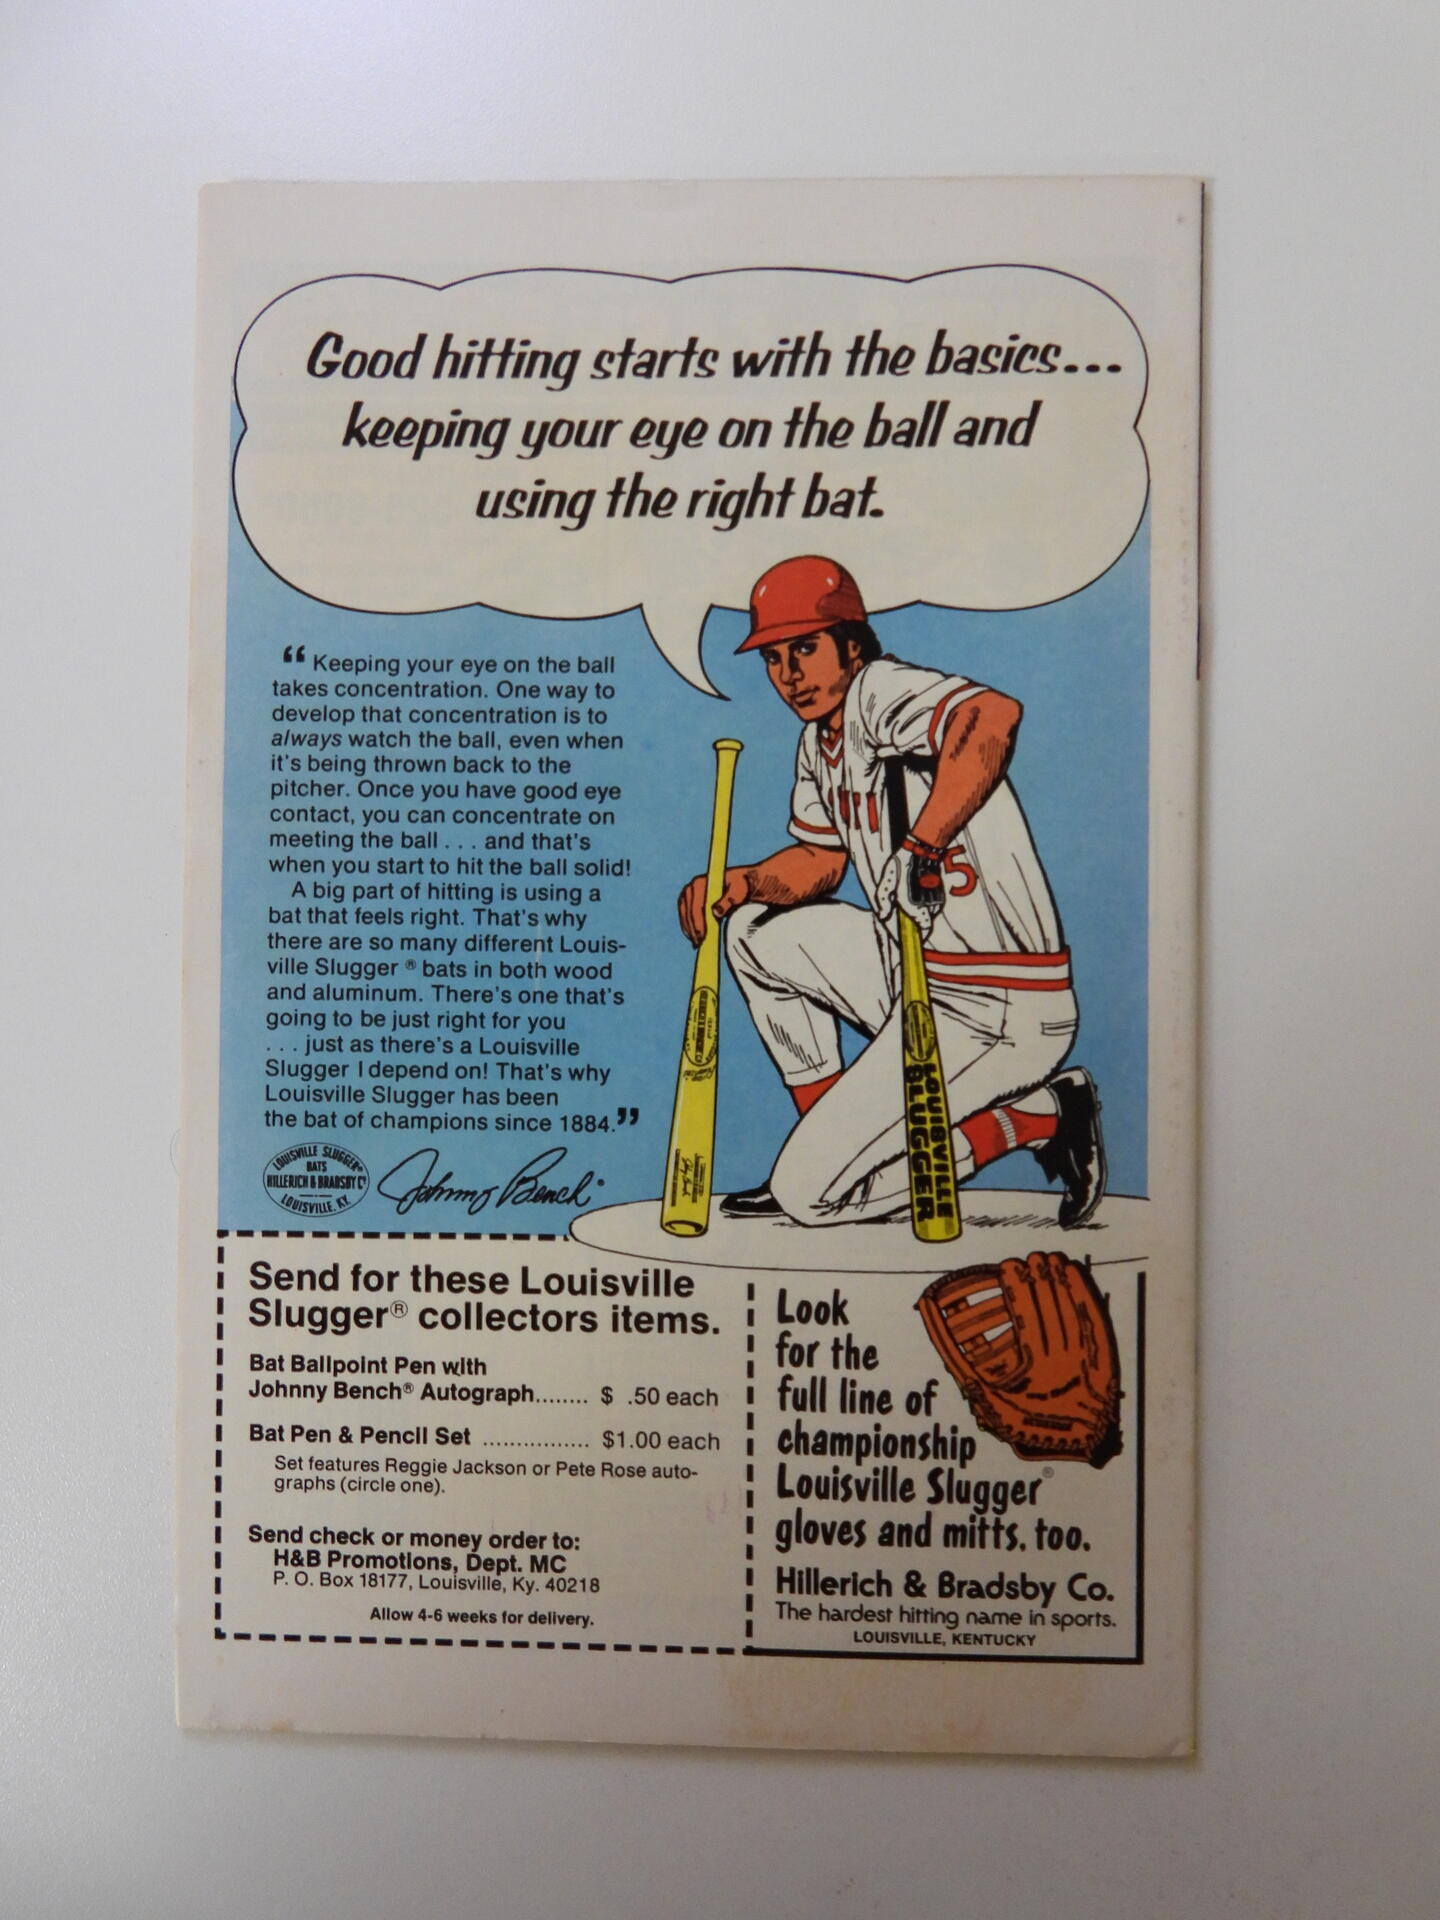 Good hitting starts with the basics...
keeping your eye on the ball and
using the right bat.
“ Keeping your eye on the ball
takes concentration. One way to
develop that concentration is to
always watch the ball, even when
it's being thrown back to the
pitcher. Once you have good eye
contact, you can concentrate on
meeting the ball . . . and that's
when you start to hit the ball solid!
A big part of hitting is using a
bat that feels right. That's why
there are so many different Louis-
ville Slugger ® bats in both wood
and aluminum. There's one that's
going to be just right for you
. . . just as there's a Louisville
Slugger I depend on! That's why
Louisville Slugger has been
the bat of champions since 1884.”
LOUISVILLE SLUGGER®
BATS
HILLERICH & BRADSBY Cº
LOUISVILLE, KY.
Johnny Bench
5
LOUISVILLE
SLUGGER
Send for these Louisville
Slugger® collectors items.
Bat Ballpoint Pen with
Johnny Bench® Autograph........ $ .50 each
Bat Pen & Pencil Set ................ $1.00 each
Set features Reggie Jackson or Pete Rose auto-
graphs (circle one).
Send check or money order to:
H&B Promotions, Dept. MC
P. O. Box 18177, Louisville, Ky. 40218
Allow 4-6 weeks for delivery.
Look
for the
full line of
championship
Louisville Slugger®
gloves and mitts, too.
Hillerich & Bradsby Co.
The hardest hitting name in sports.
LOUISVILLE, KENTUCKY